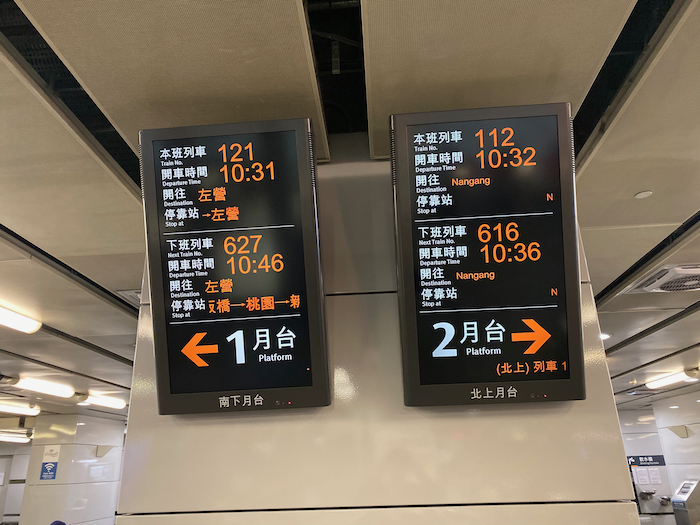 本班列車 121
Train No.
開車時間 10:31
Departure Time
開往 左營
Destination
停靠站 →左營
Stop at
下班列車 627
Next Train No.
開車時間 10:46
Departure Time
開往 左營
Destination
停靠站 板橋→桃園→
Stop at
← 1 月台
Platform
南下月台
本班列車 112
Train No.
開車時間 10:32
Departure Time
開往 Nangang
Destination
停靠站 N
Stop at
下班列車 616
Next Train No.
開車時間 10:36
Departure Time
開往 Nangang
Destination
停靠站 N
Stop at
2 月台 →
Platform
(北上) 列車 1
北上月台
飲水機